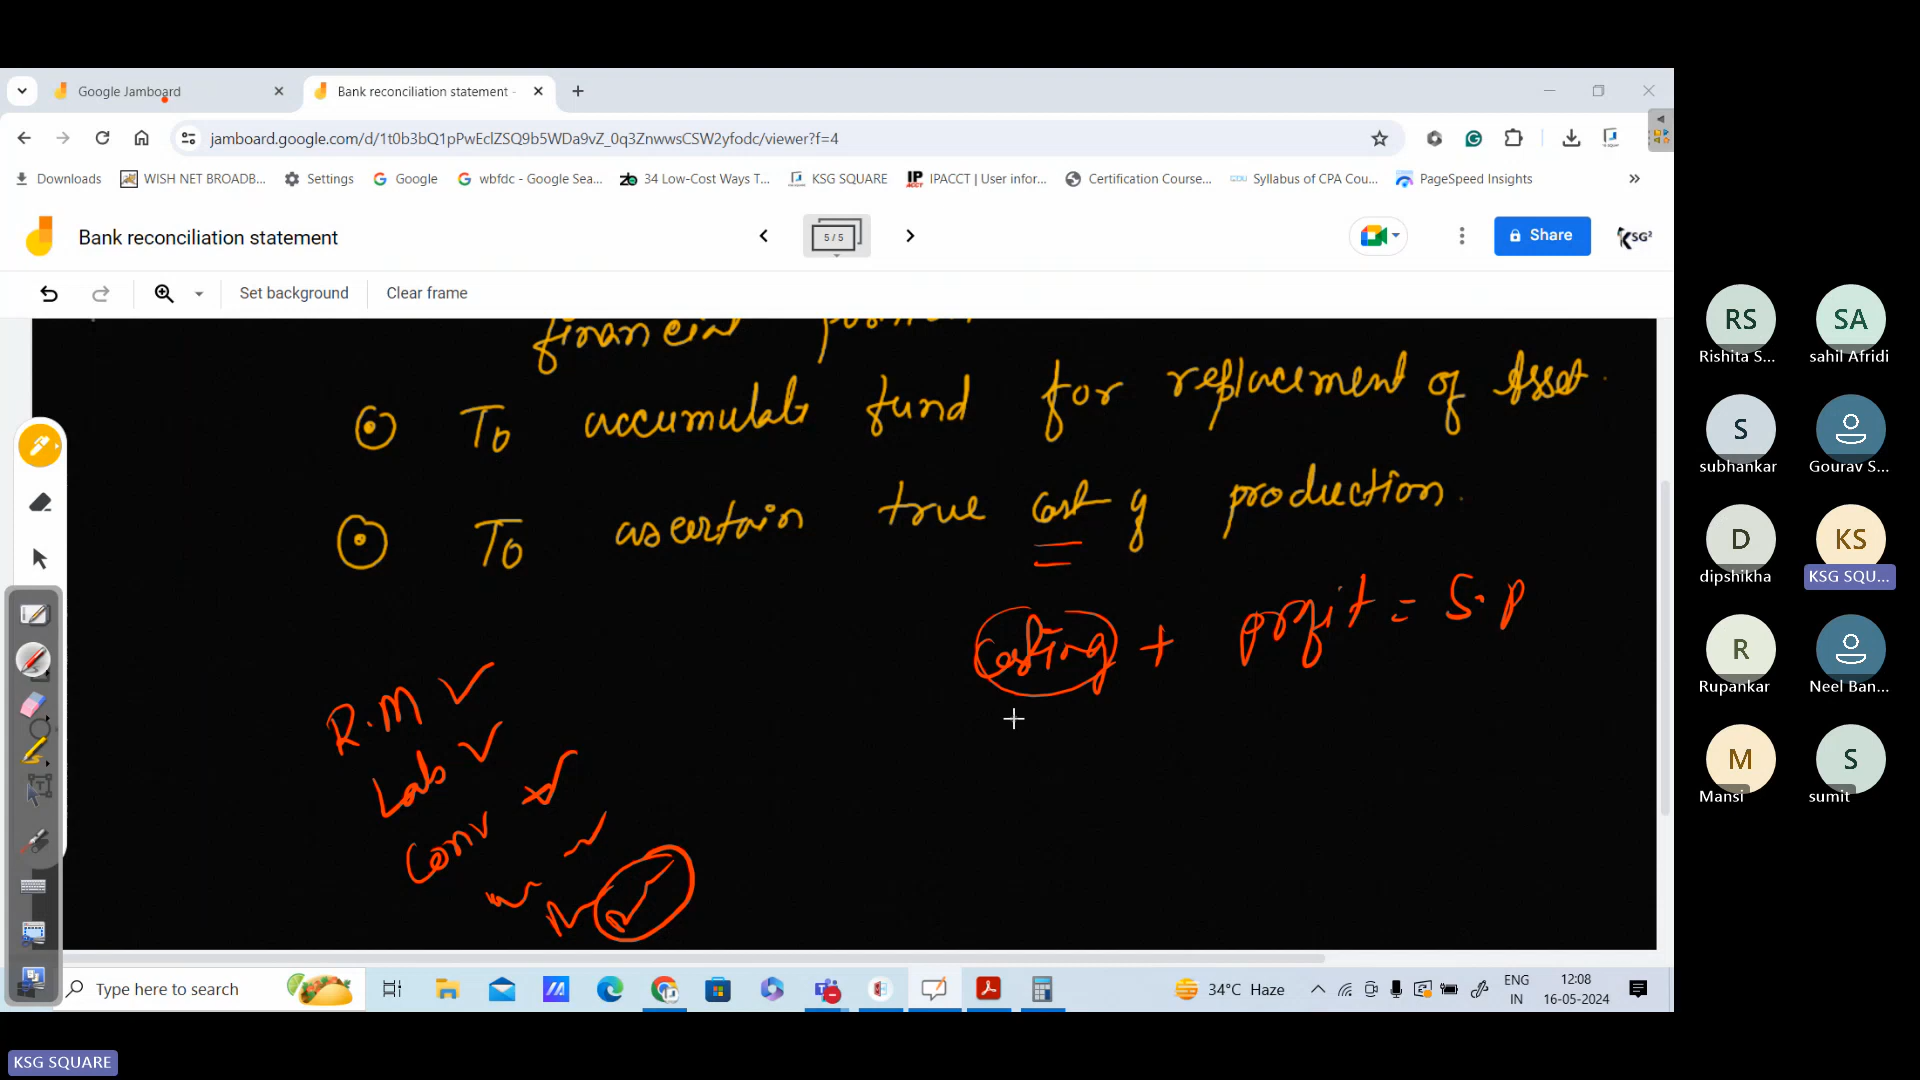 Google Jamboard
Bank reconciliation statement -
jamboard.google.com/d/1t0b3bQ1pPwEclZSQ9b5WDa9vZ_0q3ZnwwsCSW2yfodc/viewer?f=4
Downloads WISH NET BROADB... Settings Google wbfdc - Google Sea... 34 Low-Cost Ways T... KSG SQUARE IPACCT | User infor... Certification Course... Syllabus of CPA Cou... PageSpeed Insights »
Bank reconciliation statement
5 / 5
Share
KSG²
Set background Clear frame
financial
To accumulate fund for replacement of Asset.
To ascertain true cost of production.
Costing + profit = S.P
R.M
Lab
Conv
RS SA
Rishita S... sahil Afridi
S
subhankar Gourav S...
D KS
dipshikha KSG SQU...
R
Rupankar Neel Ban...
M S
Mansi sumit
Type here to search
34°C Haze
ENG
IN
12:08
16-05-2024
KSG SQUARE